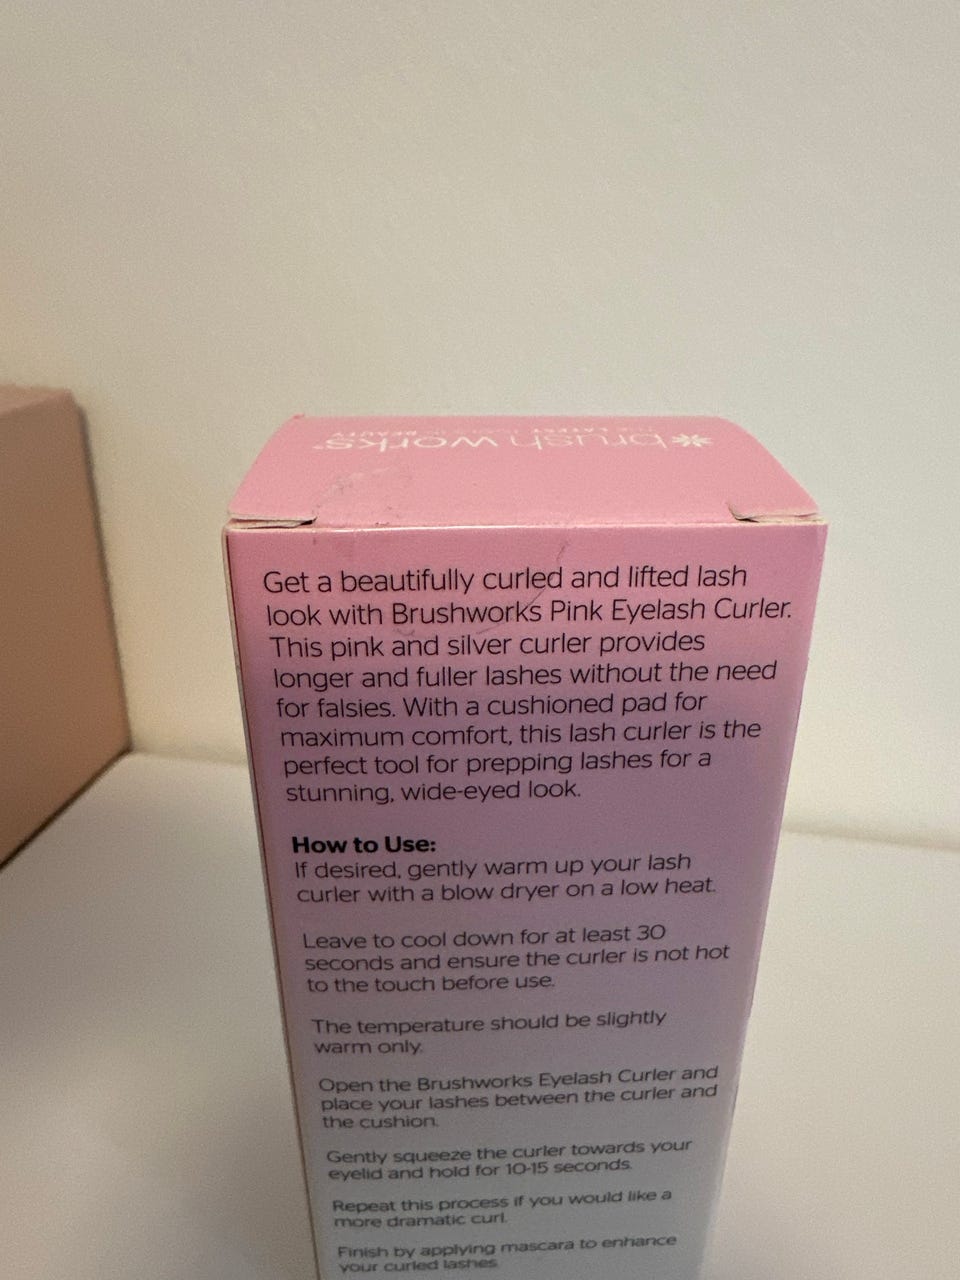 brushworks
THE LATEST TOOLS IN BEAUTY
Get a beautifully curled and lifted lash
look with Brushworks Pink Eyelash Curler.
This pink and silver curler provides
longer and fuller lashes without the need
for falsies. With a cushioned pad for
maximum comfort, this lash curler is the
perfect tool for prepping lashes for a
stunning, wide-eyed look.
How to Use:
If desired, gently warm up your lash
curler with a blow dryer on a low heat.
Leave to cool down for at least 30
seconds and ensure the curler is not hot
to the touch before use.
The temperature should be slightly
warm only.
Open the Brushworks Eyelash Curler and
place your lashes between the curler and
the cushion.
Gently squeeze the curler towards your
eyelid and hold for 10-15 seconds.
Repeat this process if you would like a
more dramatic curl.
Finish by applying mascara to enhance
your curled lashes.